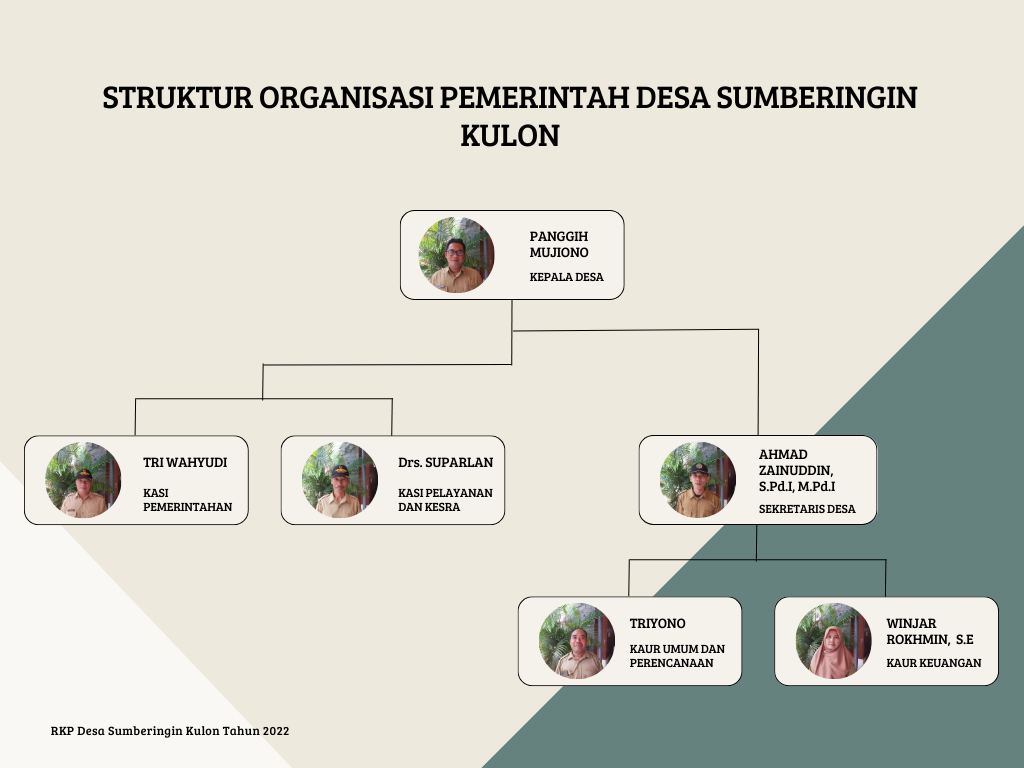 STRUKTUR ORGANISASI PEMERINTAH DESA SUMBERINGIN
KULON
PANGGIH
MUJIONO
KEPALA DESA
TRI WAHYUDI
KASI
PEMERINTAHAN
Drs. SUPARLAN
KASI PELAYANAN
DAN KESRA
AHMAD
ZAINUDDIN,
S.Pd.I, M.Pd.I
SEKRETARIS DESA
TRIYONO
KAUR UMUM DAN
PERENCANAAN
WINJAR
ROKHMIN, S.E
KAUR KEUANGAN
RKP Desa Sumberingin Kulon Tahun 2022